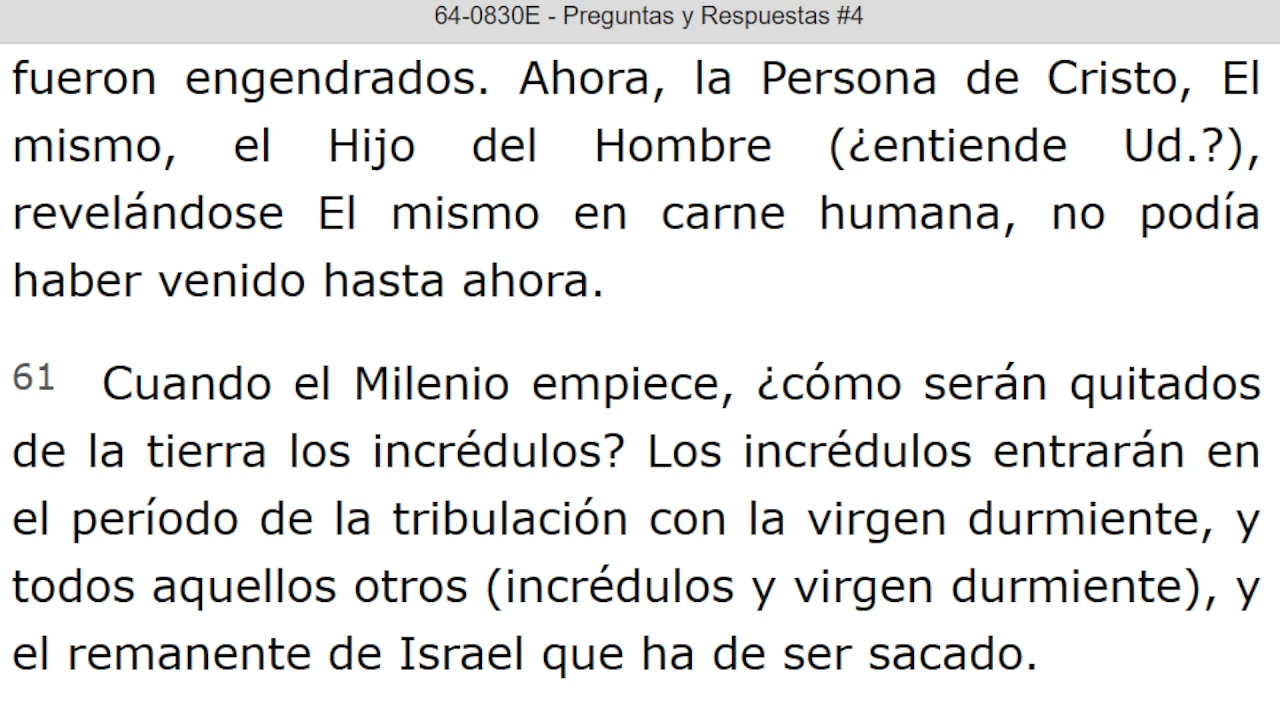 64-0830E - Preguntas y Respuestas #4
fueron engendrados. Ahora, la Persona de Cristo, El
mismo, el Hijo del Hombre (¿entiende Ud.?),
revelándose El mismo en carne humana, no podía
haber venido hasta ahora.
61 Cuando el Milenio empiece, ¿cómo serán quitados
de la tierra los incrédulos? Los incrédulos entrarán en
el período de la tribulación con la virgen durmiente, y
todos aquellos otros (incrédulos y virgen durmiente), y
el remanente de Israel que ha de ser sacado.